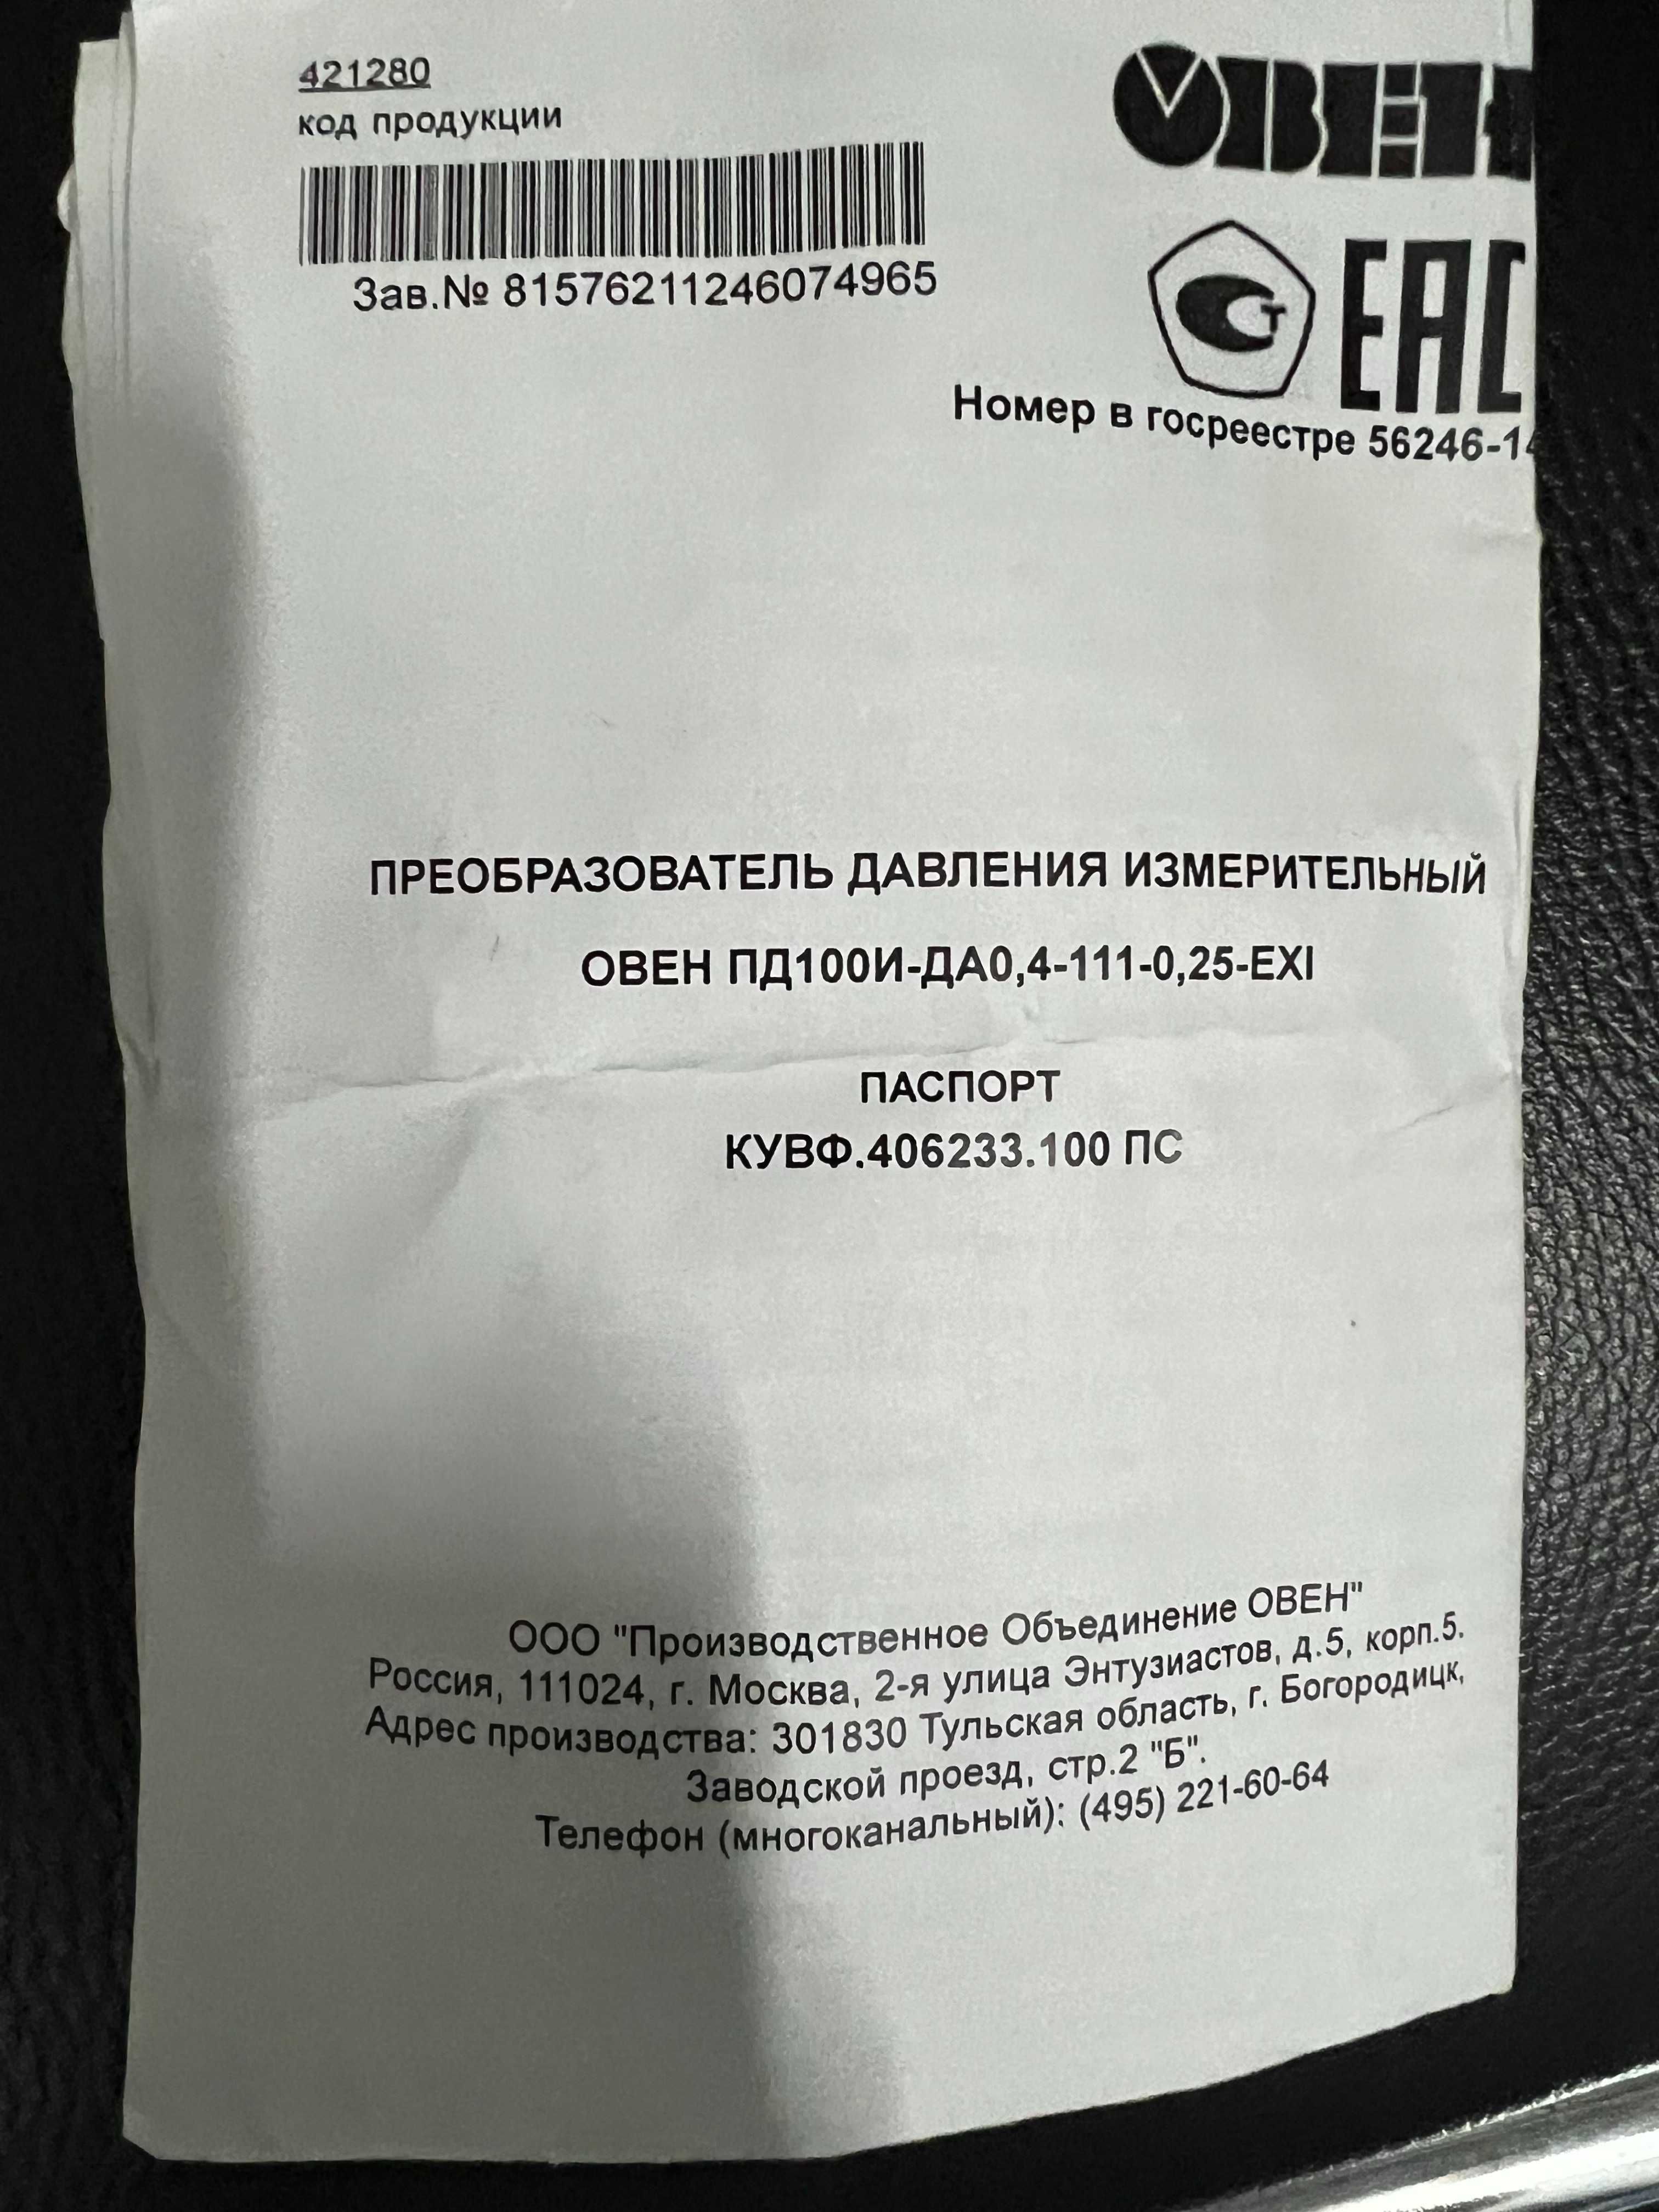 421280
код продукции
Зав.№ 81576211246074965
ОВЕН
ЕАС
Номер в госреестре 56246-14
ПРЕОБРАЗОВАТЕЛЬ ДАВЛЕНИЯ ИЗМЕРИТЕЛЬНЫЙ
ОВЕН ПД100И-ДА0,4-111-0,25-EXI
ПАСПОРТ
КУВФ.406233.100 ПС
ООО "Производственное Объединение ОВЕН"
Россия, 111024, г. Москва, 2-я улица Энтузиастов, д.5, корп.5.
Адрес производства: 301830 Тульская область, г. Богородицк,
Заводской проезд, стр.2 "Б".
Телефон (многоканальный): (495) 221-60-64